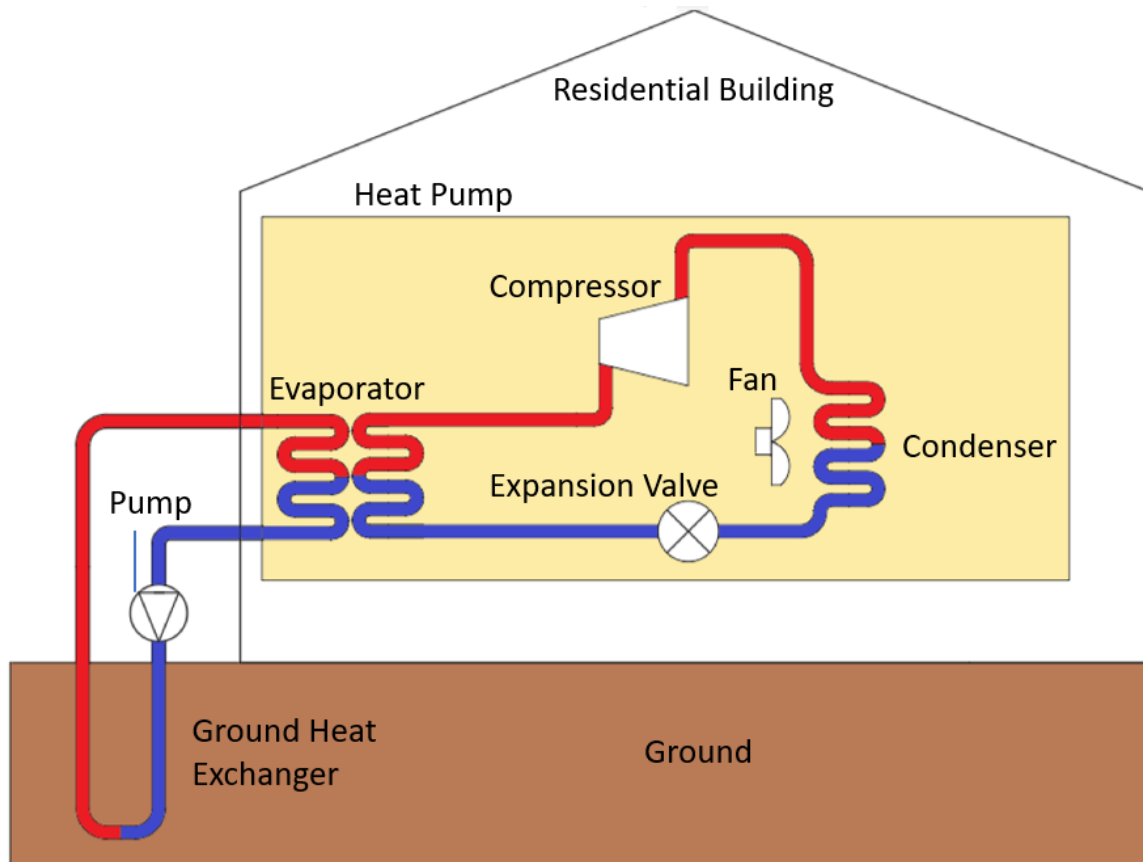 Residential Building
Heat Pump
Compressor
Fan
Evaporator
Condenser
Expansion Valve
Pump
Ground Heat
Exchanger
Ground